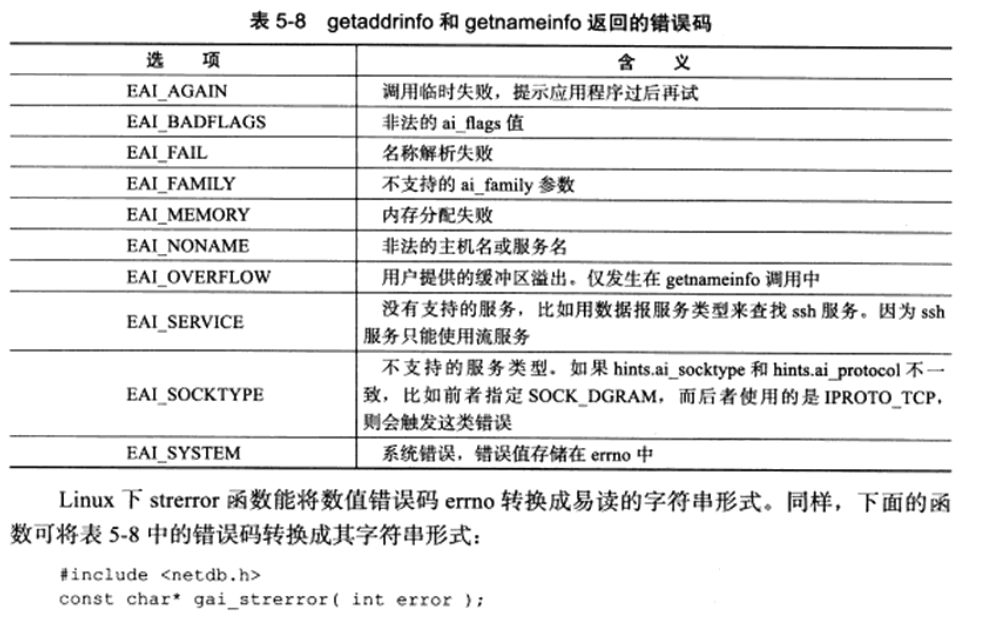 表 5-8 getaddrinfo 和 getnameinfo 返回的错误码
选 项 含 义
EAI_AGAIN 调用临时失败，提示应用程序过后再试
EAI_BADFLAGS 非法的 ai_flags 值
EAI_FAIL 名称解析失败
EAI_FAMILY 不支持的 ai_family 参数
EAI_MEMORY 内存分配失败
EAI_NONAME 非法的主机名或服务名
EAI_OVERFLOW 用户提供的缓冲区溢出。仅发生在 getnameinfo 调用中
EAI_SERVICE 没有支持的服务，比如用数据报服务类型来查找 ssh 服务。因为 ssh
服务只能使用流服务
EAI_SOCKTYPE 不支持的服务类型。如果 hints.ai_socktype 和 hints.ai_protocol 不一
致，比如前者指定 SOCK_DGRAM，而后者使用的是 IPROTO_TCP，
则会触发这类错误
EAI_SYSTEM 系统错误，错误值存储在 errno 中
Linux 下 strerror 函数能将数值错误码 errno 转换成易读的字符串形式。同样，下面的函
数可将表 5-8 中的错误码转换成其字符串形式：
#include <netdb.h>
const char* gai_strerror( int error );